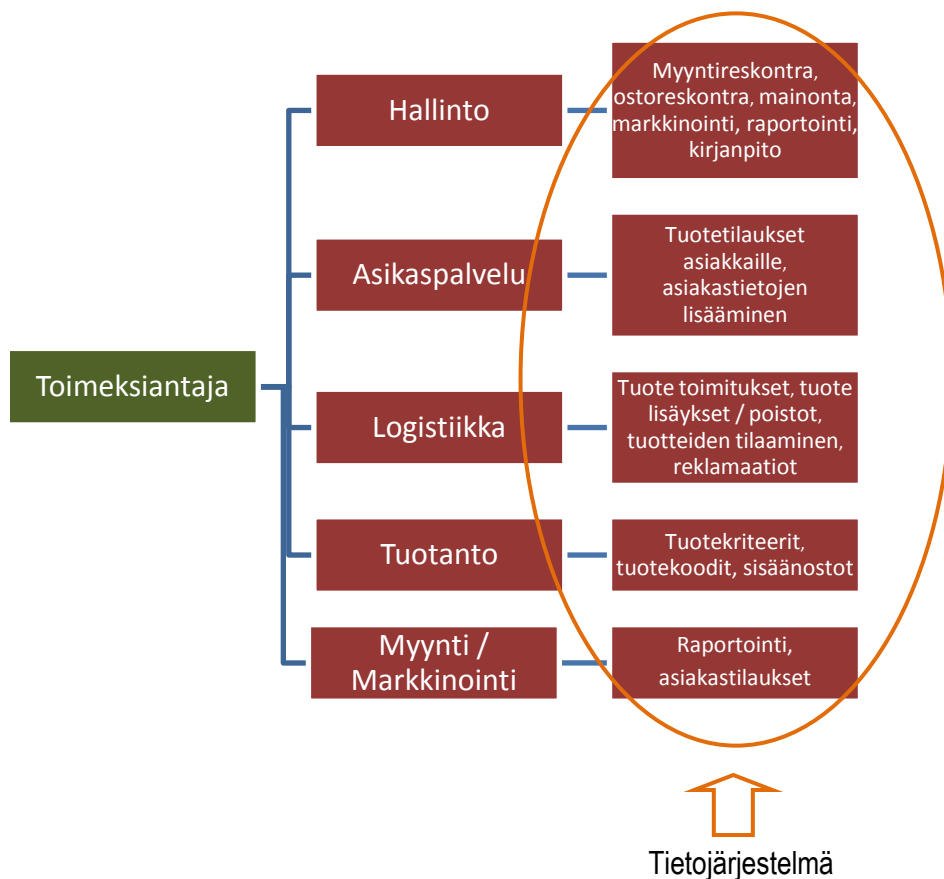 Toimeksiantaja
Hallinto
Myyntireskontra,
ostoreskontra, mainonta,
markkinointi, raportointi,
kirjanpito
Asikaspalvelu
Tuotetilaukset
asiakkaille,
asiakastietojen
lisääminen
Logistiikka
Tuote toimitukset, tuote
lisäykset / poistot,
tuotteiden tilaaminen,
reklamaatiot
Tuotanto
Tuotekriteerit,
tuotekoodit, sisäänostot
Myynti /
Markkinointi
Raportointi,
asiakastilaukset
Tietojärjestelmä